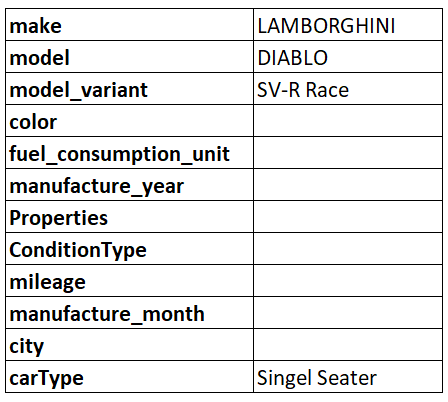 make LAMBORGHINI
model DIABLO
model_variant SV-R Race
color
fuel_consumption_unit
manufacture_year
Properties
ConditionType
mileage
manufacture_month
city
carType Singel Seater